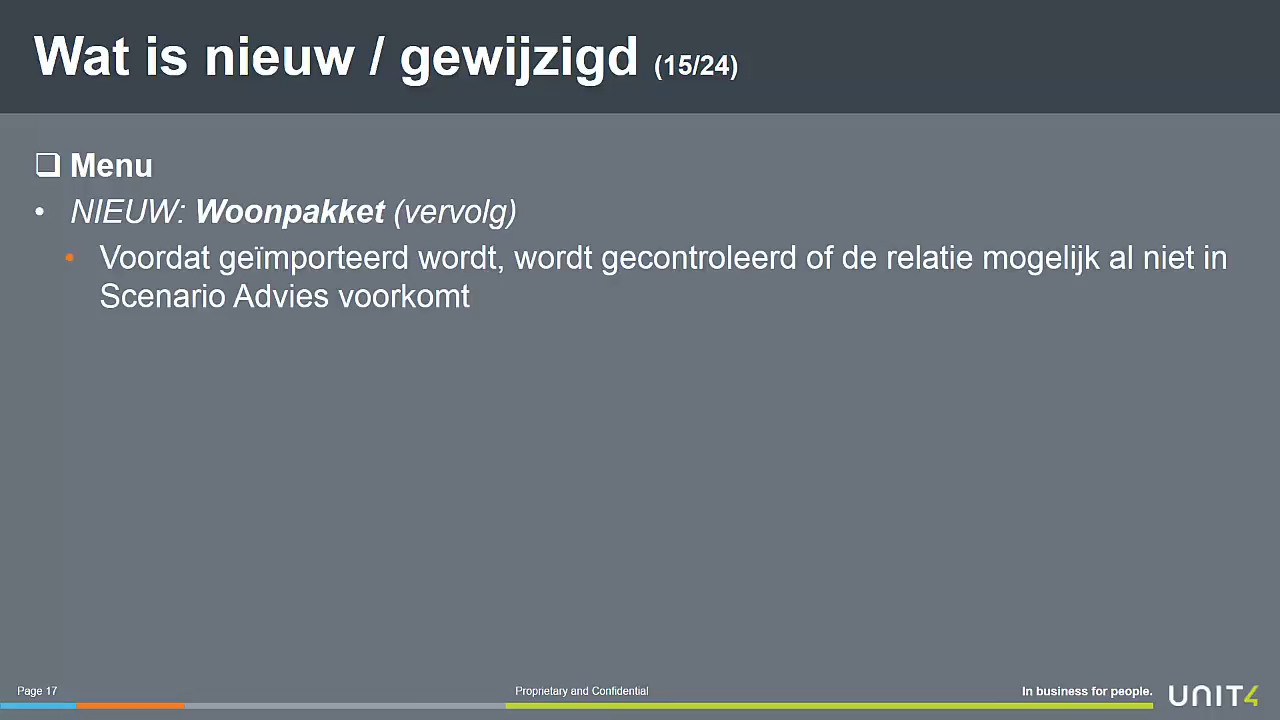 Wat is nieuw / gewijzigd (15/24)
❑ Menu
• NIEUW: Woonpakket (vervolg)
• Voordat geïmporteerd wordt, wordt gecontroleerd of de relatie mogelijk al niet in
Scenario Advies voorkomt
Page 17
Proprietary and Confidential
In business for people.
UNIT4